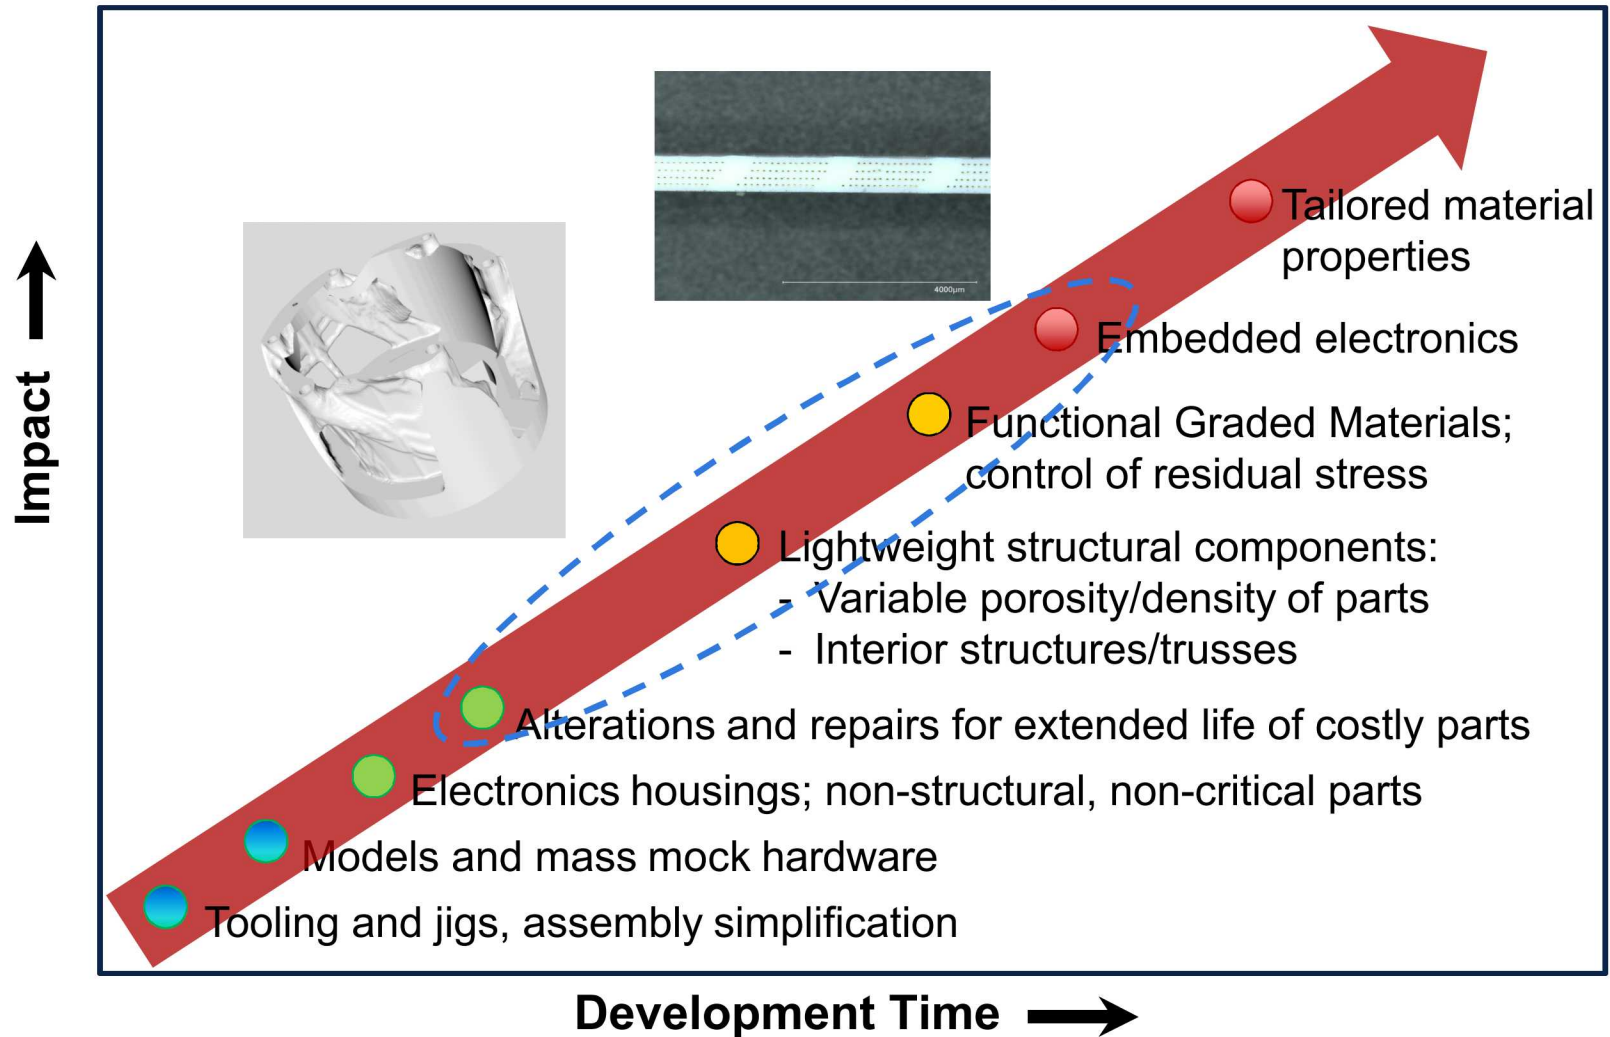 4000µm
Tailored material
properties
Embedded electronics
Functional Graded Materials;
control of residual stress
Lightweight structural components:
- Variable porosity/density of parts
- Interior structures/trusses
Alterations and repairs for extended life of costly parts
Electronics housings; non-structural, non-critical parts
Models and mass mock hardware
Tooling and jigs, assembly simplification
Impact
Development Time